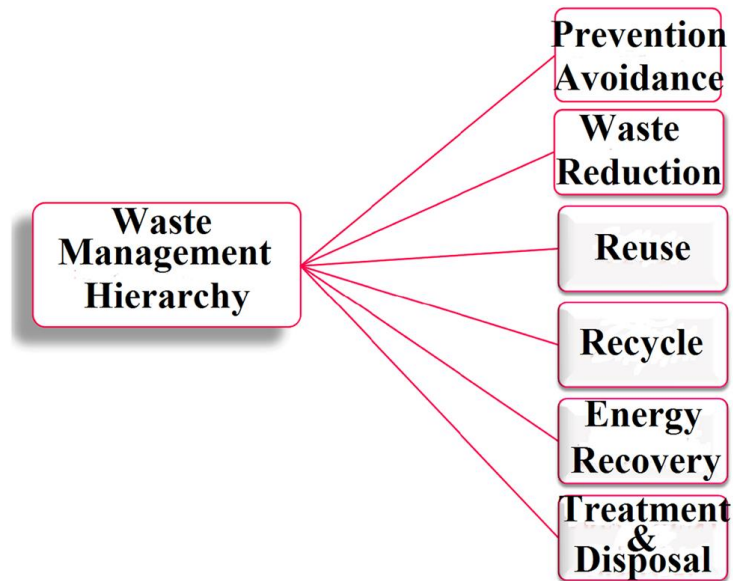 Waste
Management
Hierarchy
Prevention
Avoidance
Waste
Reduction
Reuse
Recycle
Energy
Recovery
Treatment
&
Disposal